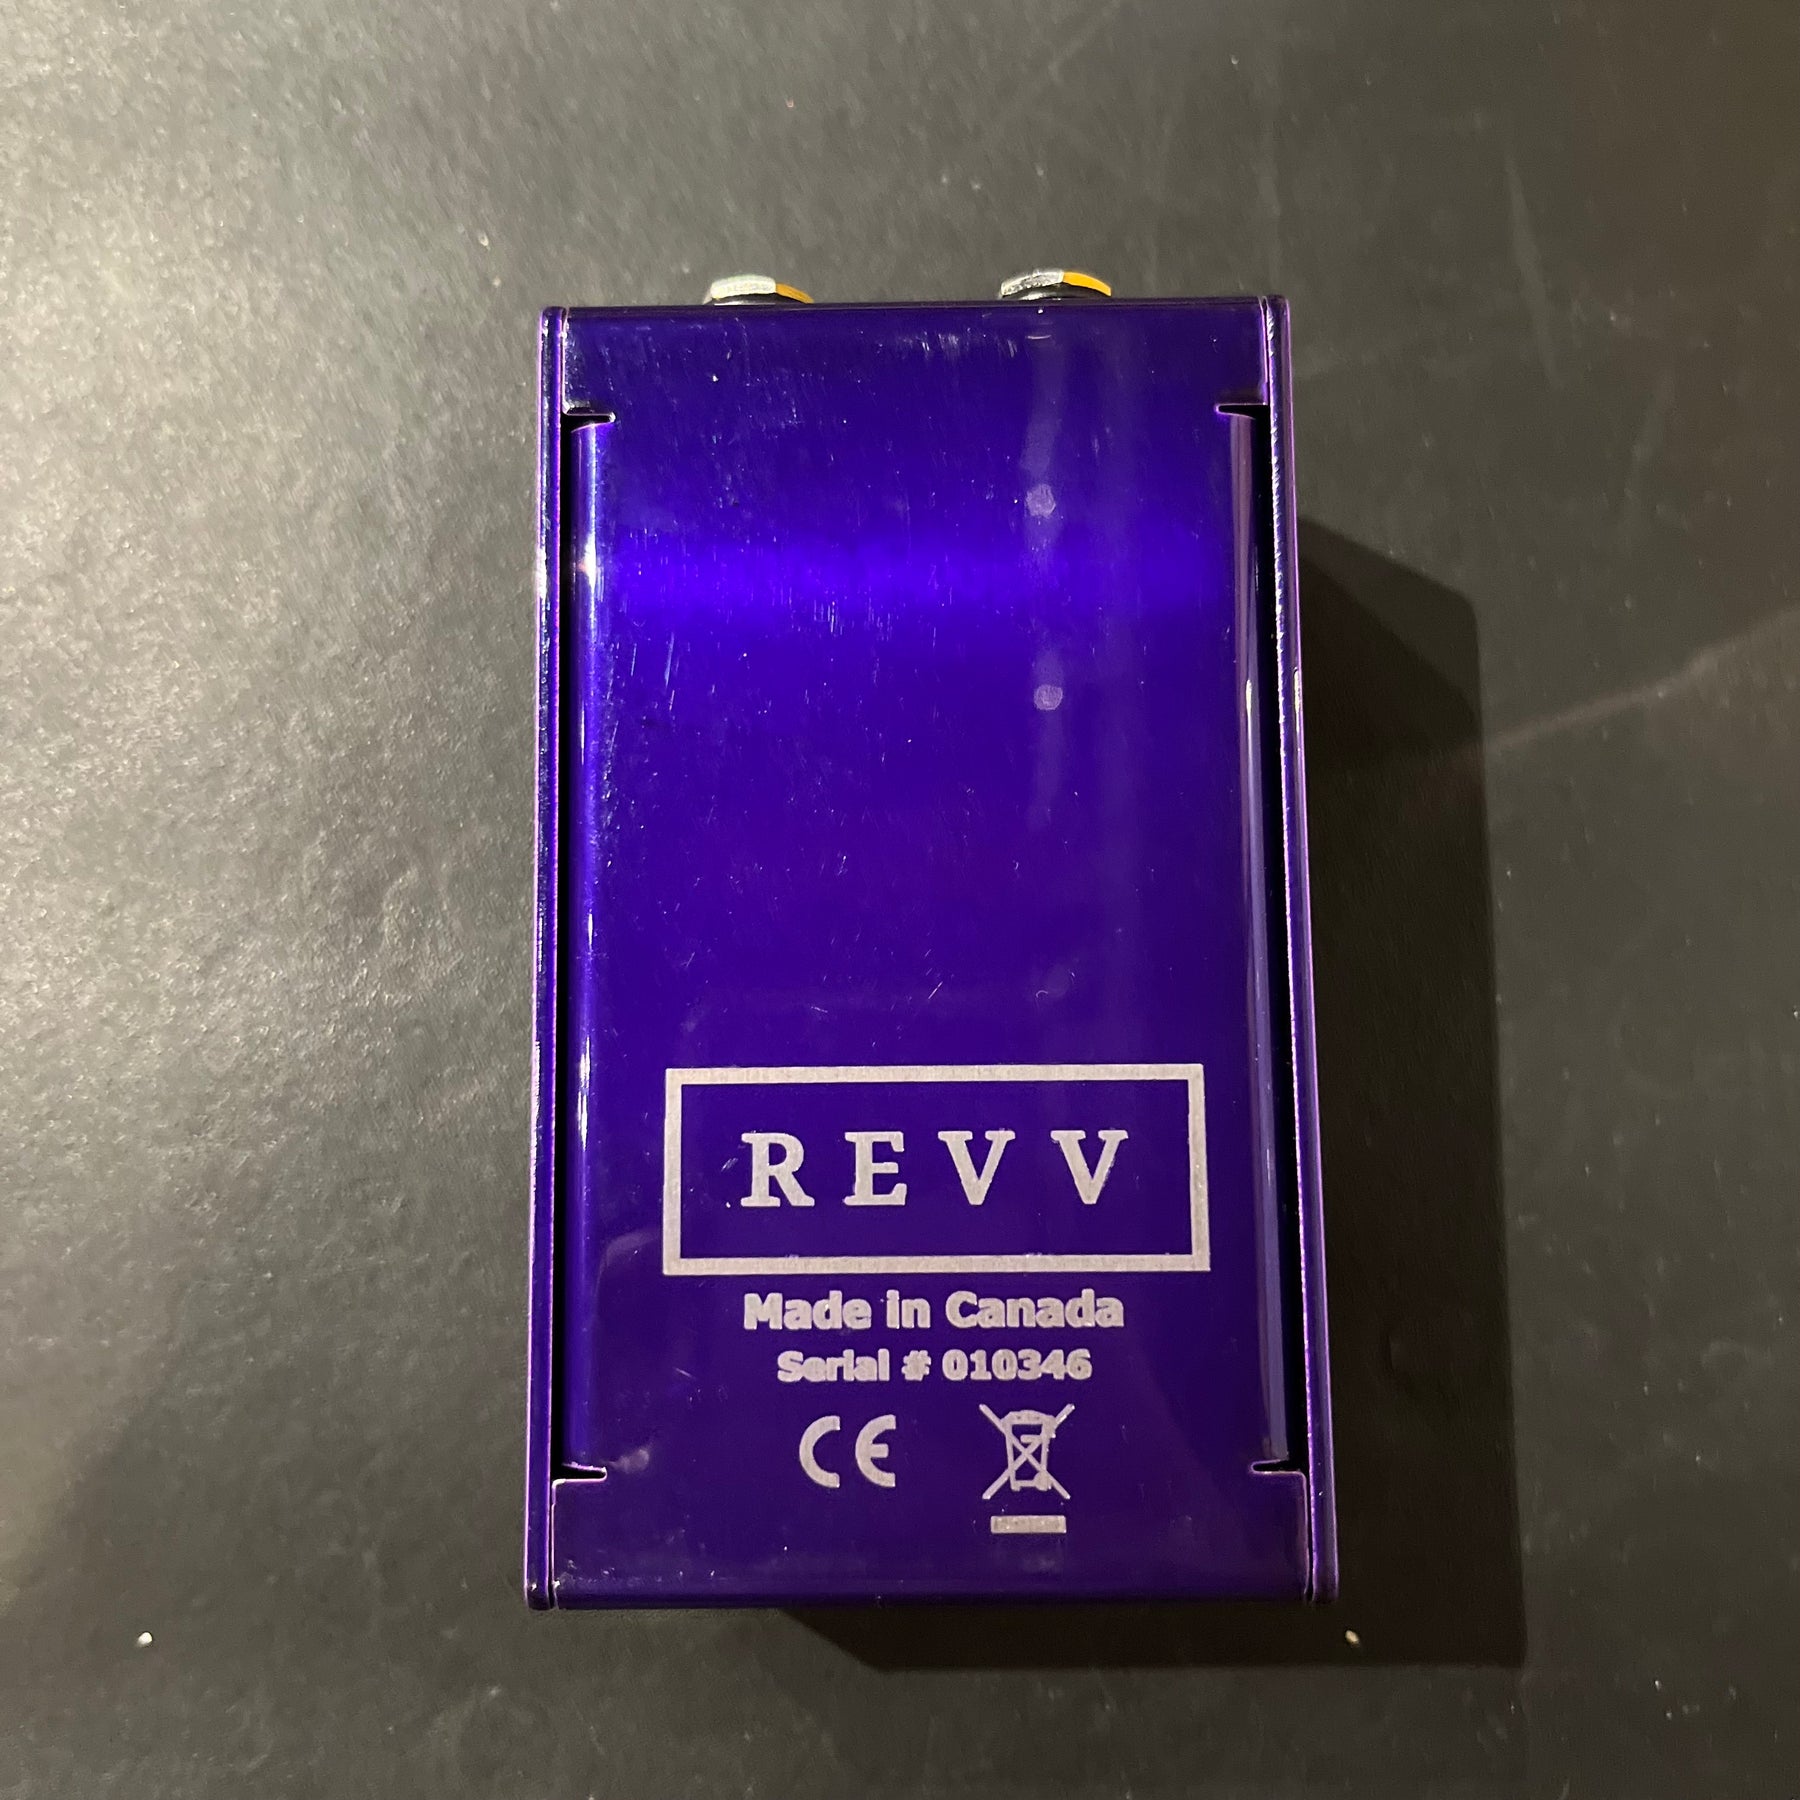 REVV
Made in Canada
Serial # 010346
CE